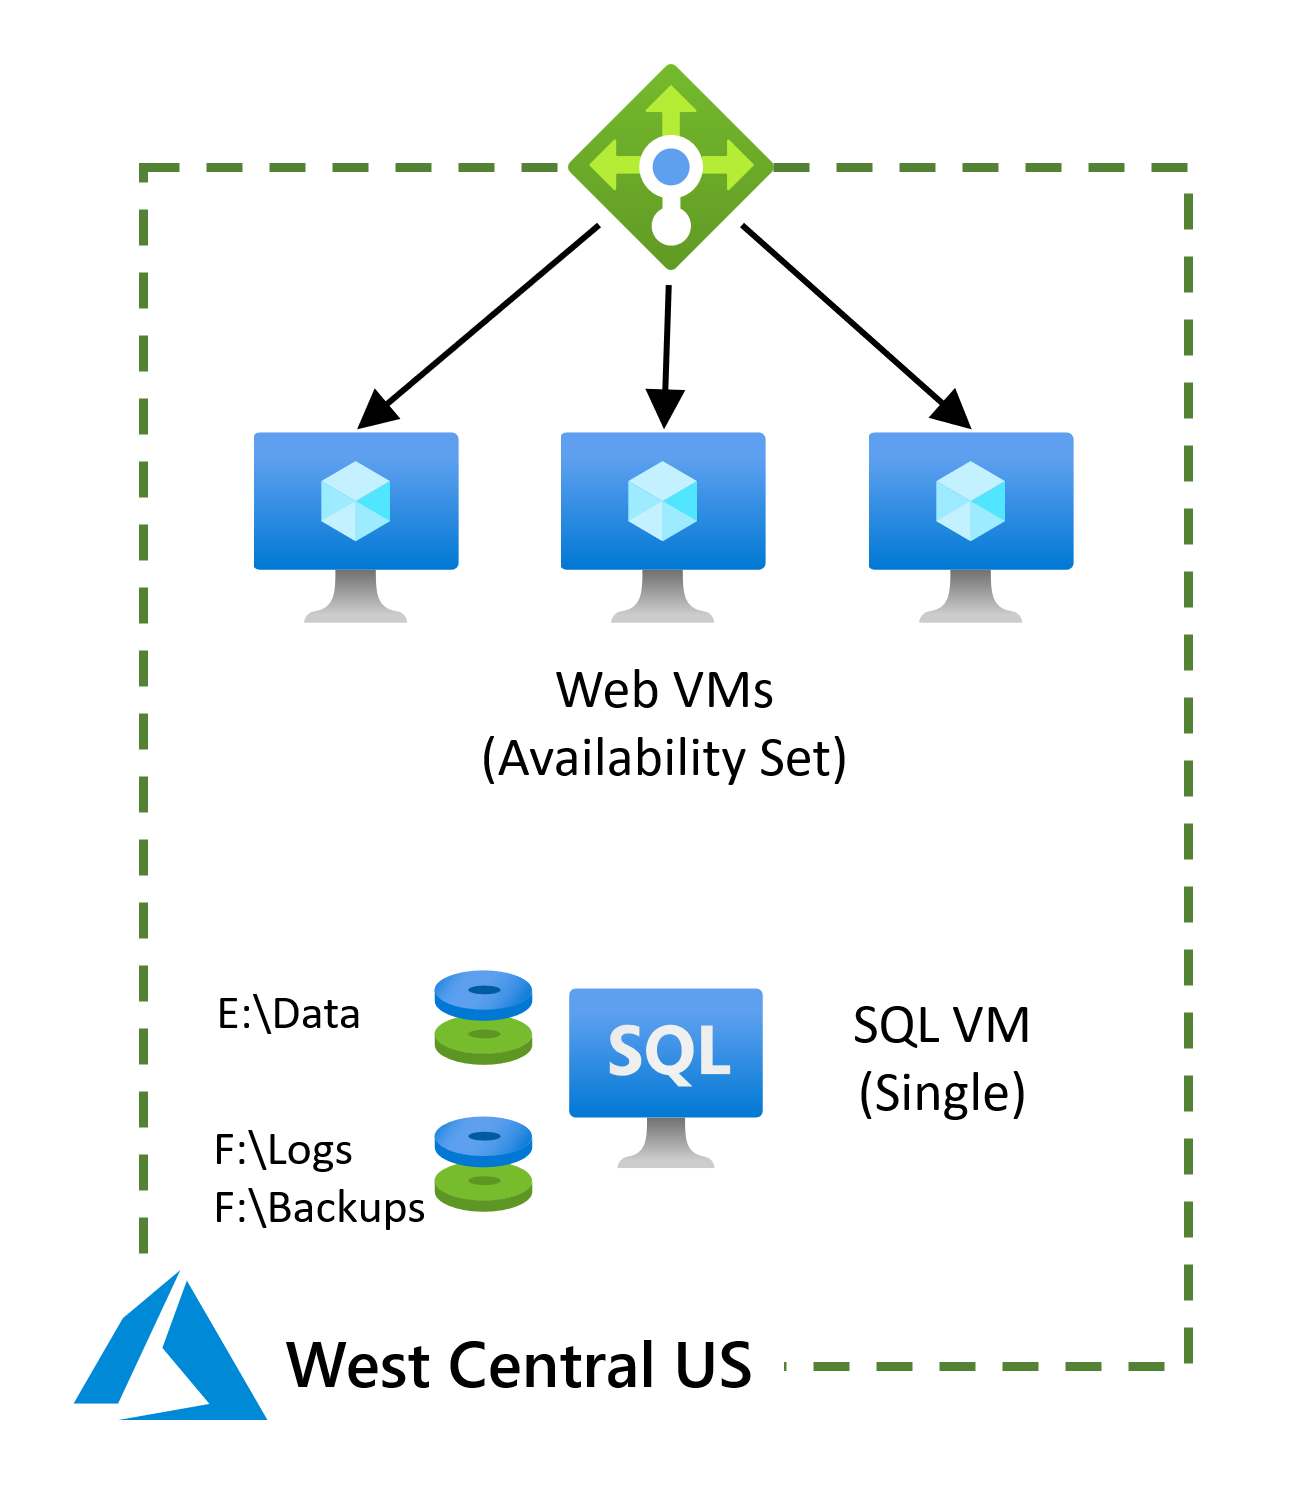 Web VMs
(Availability Set)
E:\Data
SQL
SQL VM
(Single)
F:\Logs
F:\Backups
West Central US